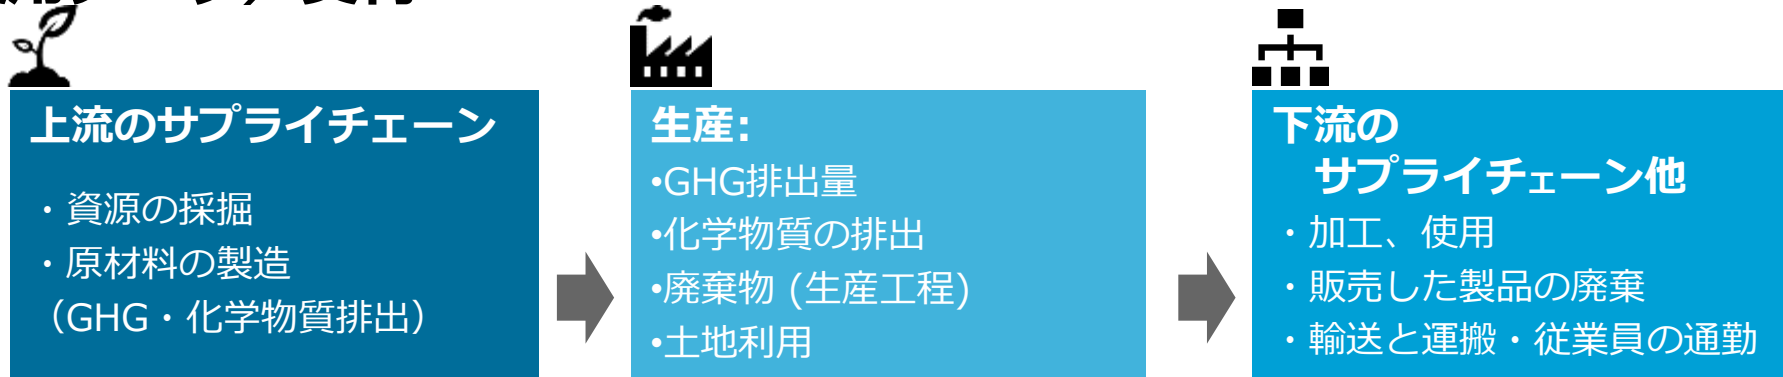 上流のサプライチェーン
・資源の採掘
・原材料の製造
（GHG・化学物質排出）
生産:
•GHG排出量
•化学物質の排出
•廃棄物 (生産工程)
•土地利用
下流の
サプライチェーン他
・加工、使用
・販売した製品の廃棄
・輸送と運搬・従業員の通勤